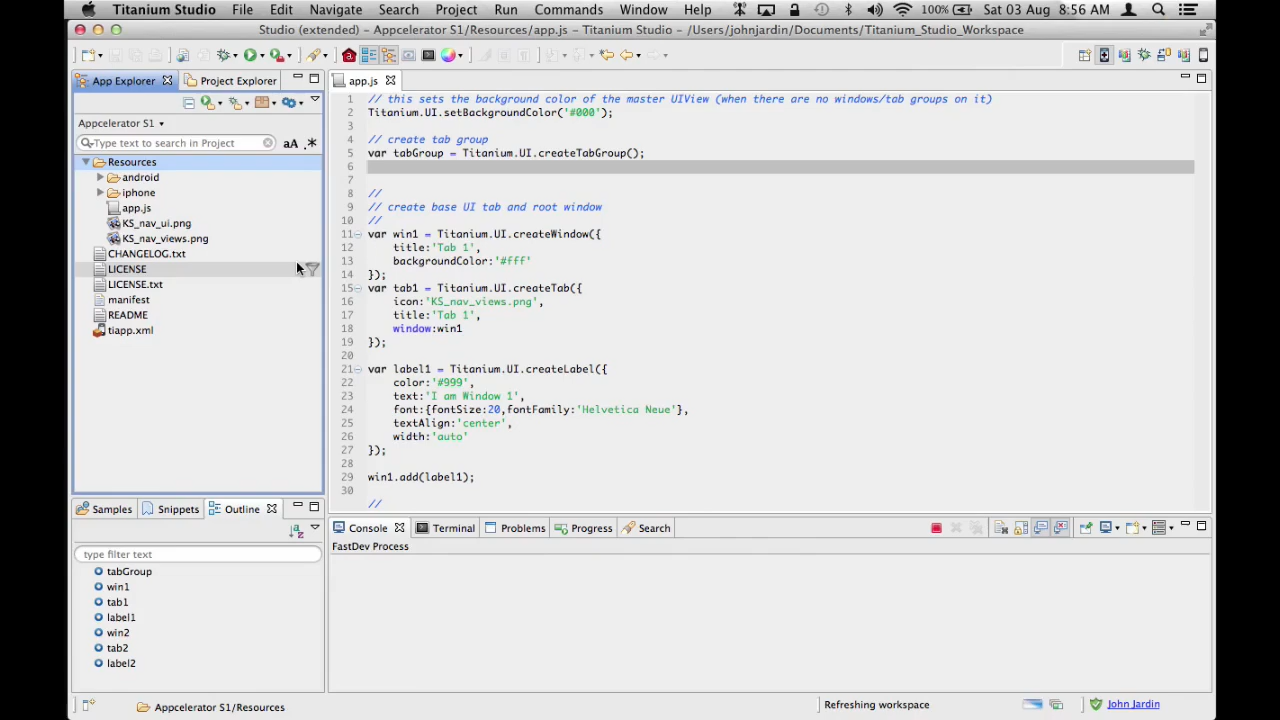 Titanium Studio File Edit Navigate Search Project Run Commands Window Help 100% Sat 03 Aug 8:56 AM
Studio (extended) - Appcelerator S1/Resources/app.js - Titanium Studio - /Users/johnjardin/Documents/Titanium_Studio_Workspace
App Explorer Project Explorer
Appcelerator S1
Type text to search in Project aA .*
Resources
android
iphone
app.js
KS_nav_ui.png
KS_nav_views.png
CHANGELOG.txt
LICENSE
LICENSE.txt
manifest
README
tiapp.xml
Samples Snippets Outline
type filter text
tabGroup
win1
tab1
label1
win2
tab2
label2
app.js
1 // this sets the background color of the master UIView (when there are no windows/tab groups on it)
2 Titanium.UI.setBackgroundColor('#000');
3
4 // create tab group
5 var tabGroup = Titanium.UI.createTabGroup();
6
7
8 //
9 // create base UI tab and root window
10 //
11 var win1 = Titanium.UI.createWindow({
12 title:'Tab 1',
13 backgroundColor:'#fff'
14 });
15 var tab1 = Titanium.UI.createTab({
16 icon:'KS_nav_views.png',
17 title:'Tab 1',
18 window:win1
19 });
20
21 var label1 = Titanium.UI.createLabel({
22 color:'#999',
23 text:'I am Window 1',
24 font:{fontSize:20,fontFamily:'Helvetica Neue'},
25 textAlign:'center',
26 width:'auto'
27 });
28
29 win1.add(label1);
30
//
Console Terminal Problems Progress Search
FastDev Process
Appcelerator S1/Resources Refreshing workspace John Jardin